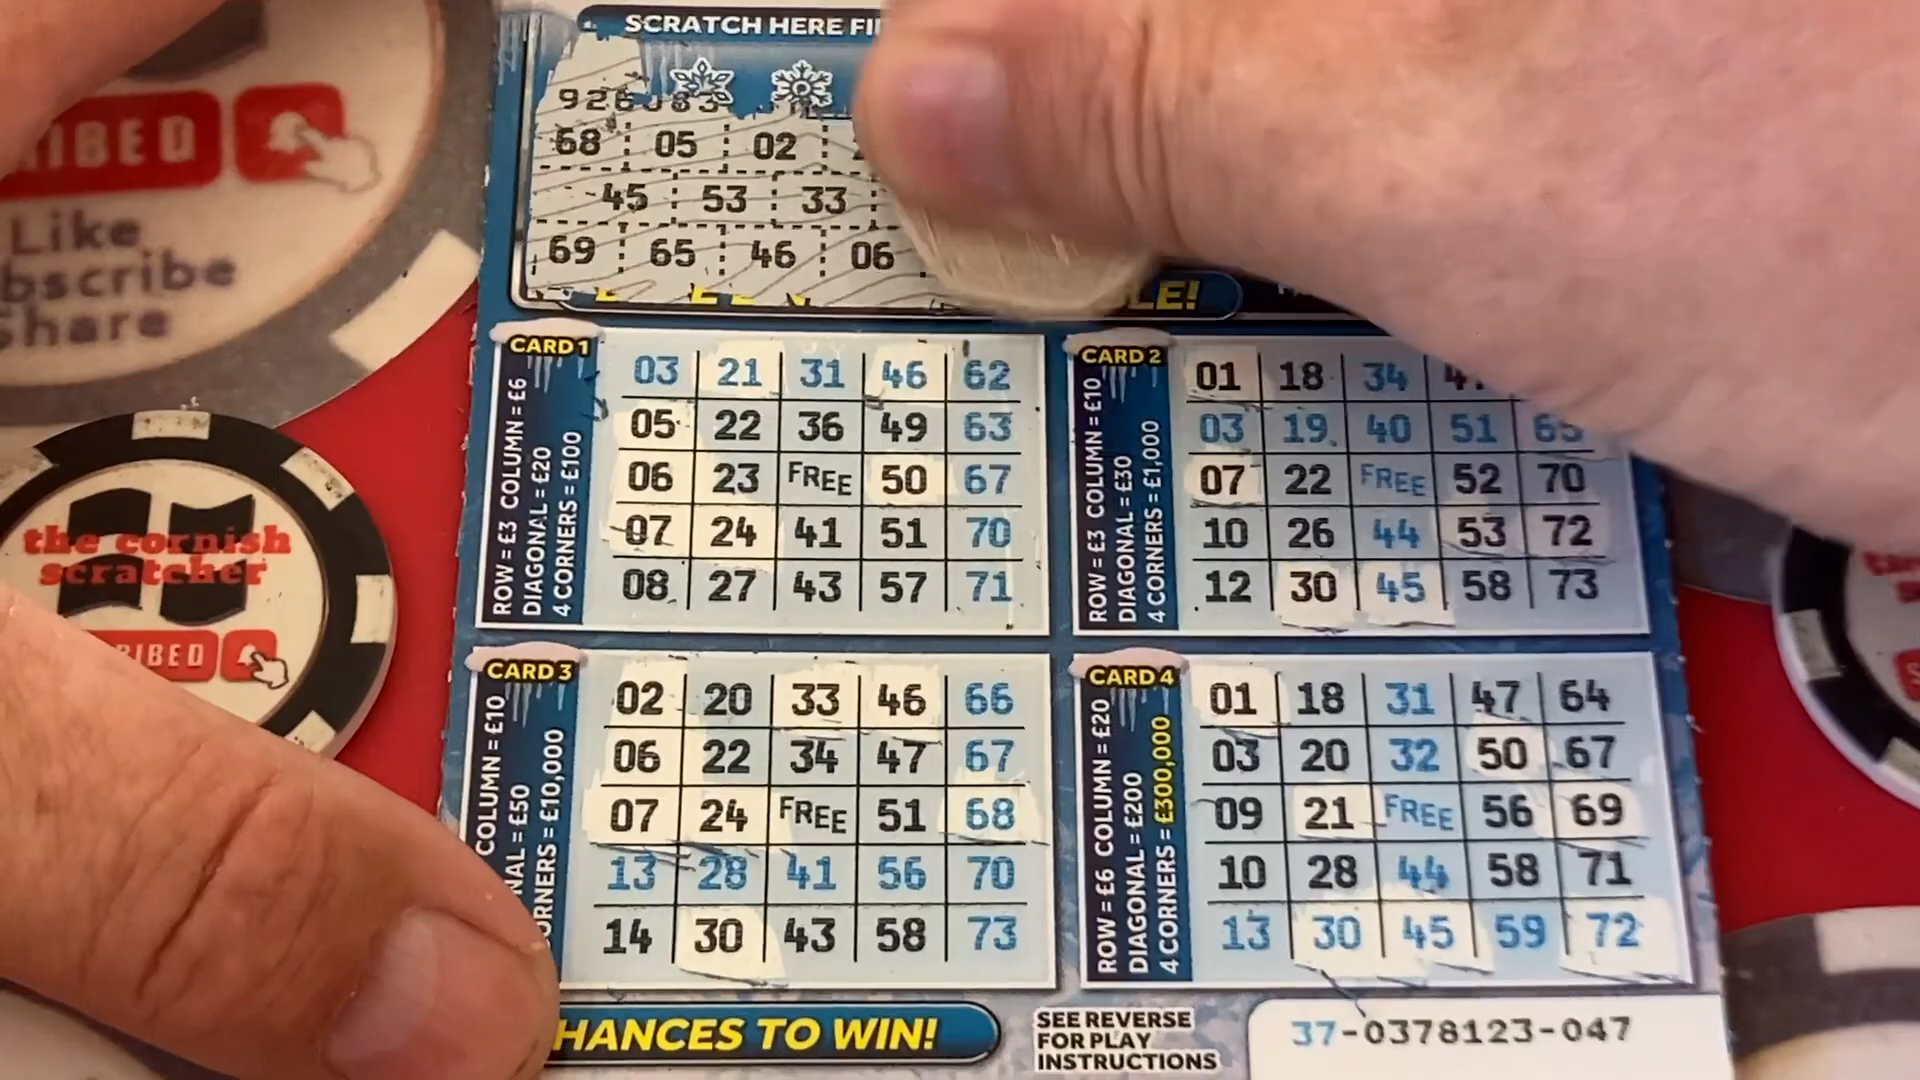 SCRATCH HERE FI
68 05 02
45 53 33
69 65 46 06
LE!
CARD 1
ROW = £3 COLUMN = £6
DIAGONAL = £20
4 CORNERS = £100
03 21 31 46 62
05 22 36 49 63
06 23 FREE 50 67
07 24 41 51 70
08 27 43 57 71
CARD 2
ROW = £3 COLUMN = £10
DIAGONAL = £30
4 CORNERS = £1,000
01 18 34
03 19 40 51 65
07 22 FREE 52 70
10 26 44 53 72
12 30 45 58 73
CARD 3
COLUMN = £10
NAL = £50
ORNERS = £10,000
02 20 33 46 66
06 22 34 47 67
07 24 FREE 51 68
13 28 41 56 70
14 30 43 58 73
CARD 4
ROW = £6 COLUMN = £20
DIAGONAL = £200
4 CORNERS = £300,000
01 18 31 47 64
03 20 32 50 67
09 21 FREE 56 69
10 28 44 58 71
13 30 45 59 72
HANCES TO WIN!
SEE REVERSE
FOR PLAY
INSTRUCTIONS
37-0378123-047
IBED
Like
bscribe
Share
the cornish
scratcher
RIBED